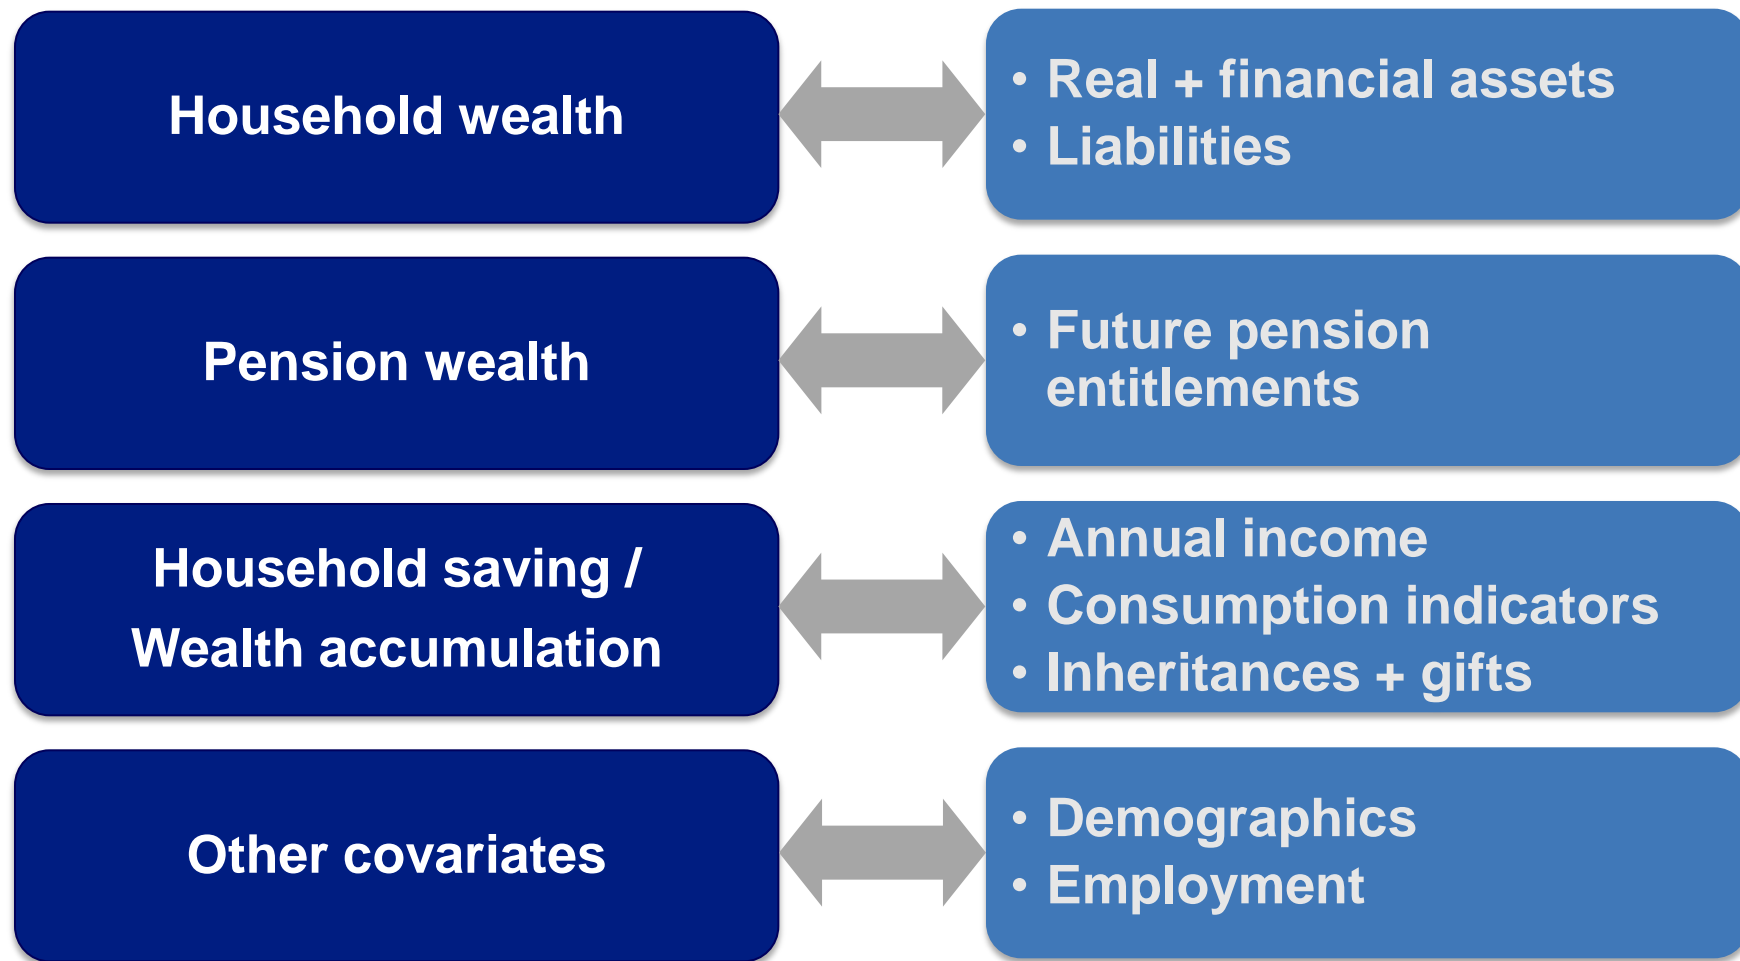 Household wealth
• Real + financial assets
• Liabilities
Pension wealth
• Future pension
entitlements
Household saving /
Wealth accumulation
• Annual income
• Consumption indicators
• Inheritances + gifts
Other covariates
• Demographics
• Employment